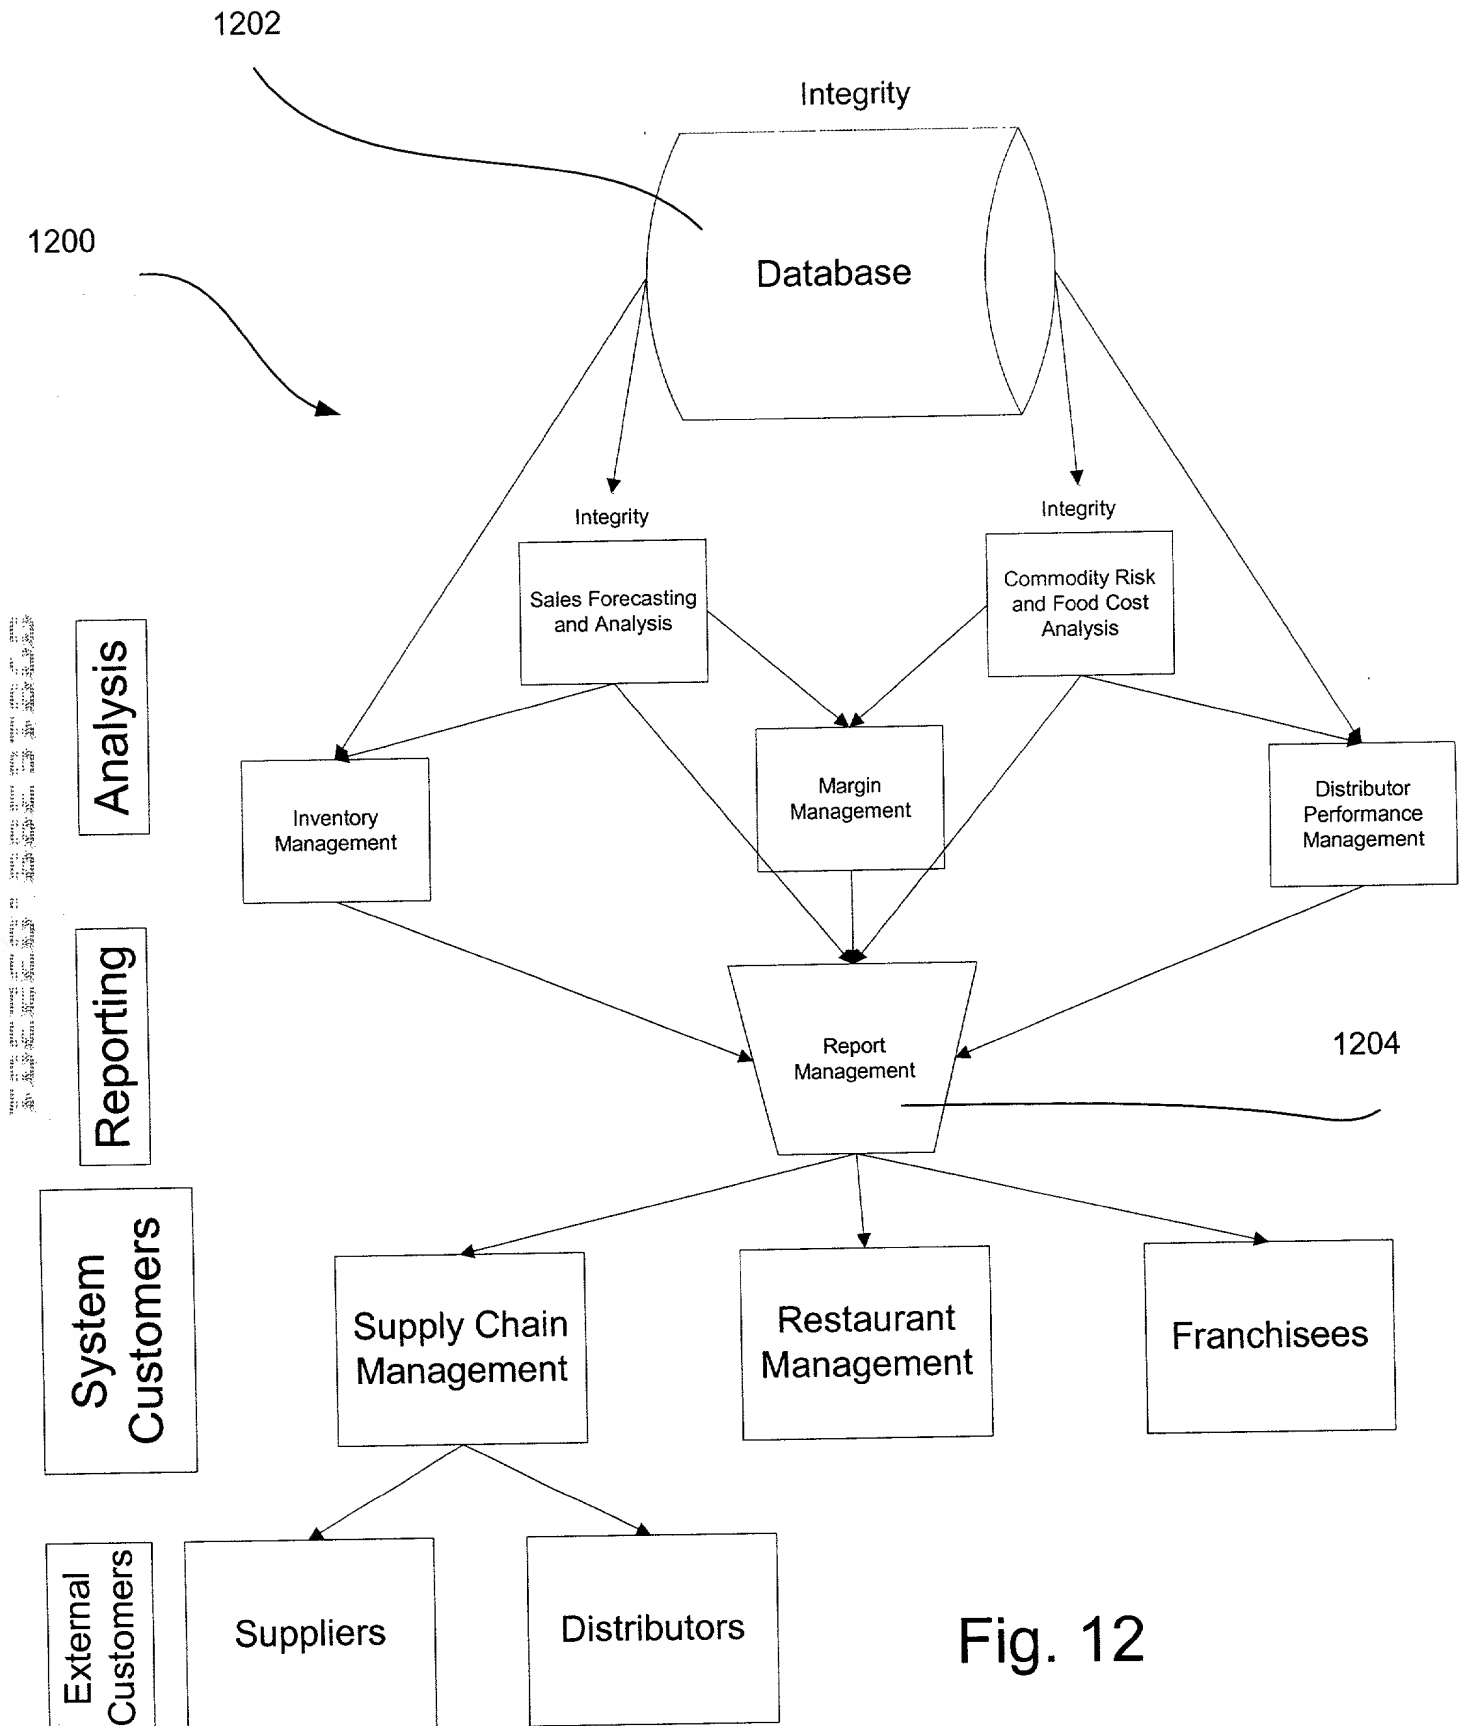 1202
Integrity
1200
Database
Integrity
Integrity
Sales Forecasting
and Analysis
Commodity Risk
and Food Cost
Analysis
Analysis
Inventory
Management
Margin
Management
Distributor
Performance
Management
Reporting
Report
Management
1204
System
Customers
Supply Chain
Management
Restaurant
Management
Franchisees
External
Customers
Suppliers
Distributors
Fig. 12